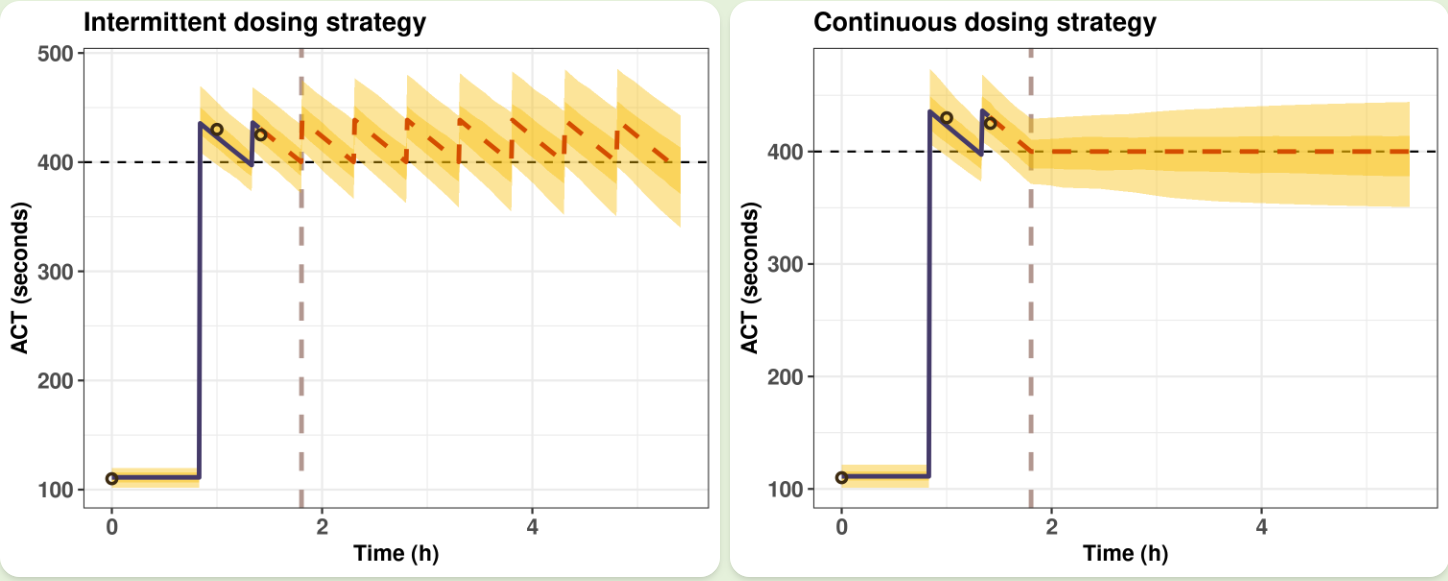 Intermittent dosing strategy
500
400
300
200
100
ACT (seconds)
0 2 4
Time (h)
Continuous dosing strategy
400
300
200
100
ACT (seconds)
0 2 4
Time (h)